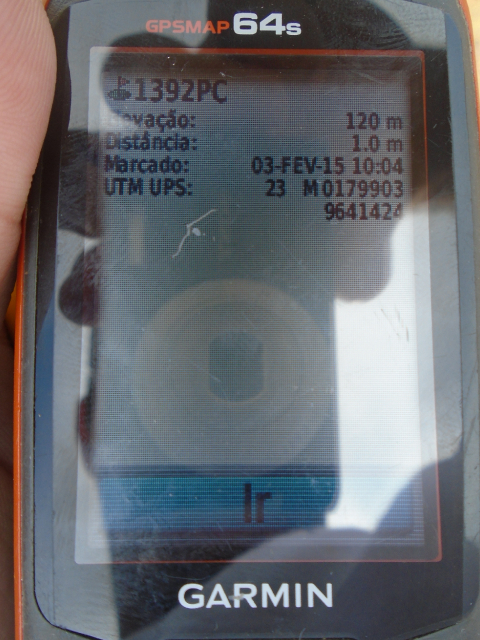 GPSMAP 64s
1392PC
Elevação: 120 m
Distância: 1.0 m
Marcado: 03-FEV-15 10:04
UTM UPS: 23 M 0179903
9641424
Ir
GARMIN